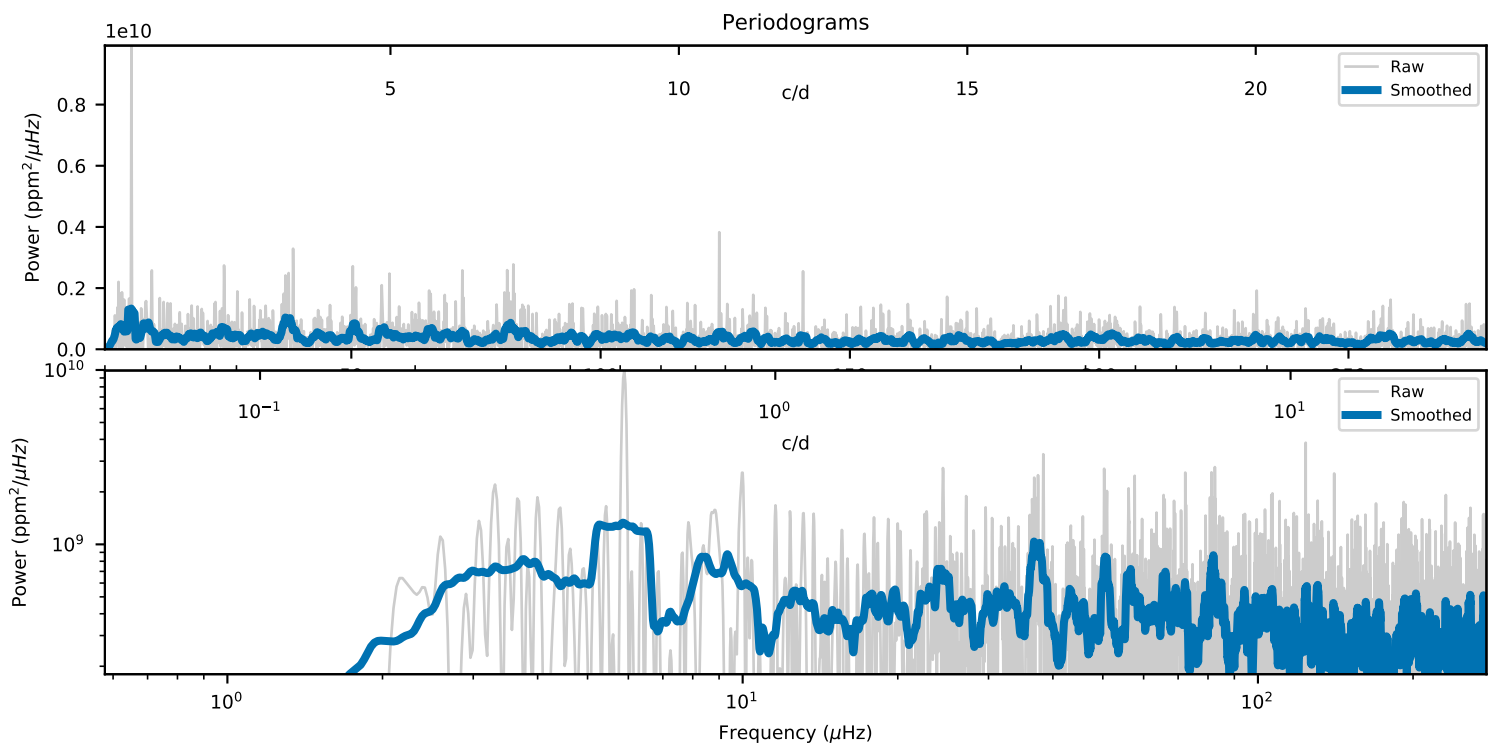 Periodograms
1e10
5
10
15
20
c/d
Raw
Smoothed
0.8
0.6
0.4
0.2
0.0
Power (ppm²/μHz)
10¹⁰
10⁹
10⁻¹
10⁰
10¹
c/d
Raw
Smoothed
Power (ppm²/μHz)
10⁰
10¹
10²
Frequency (μHz)